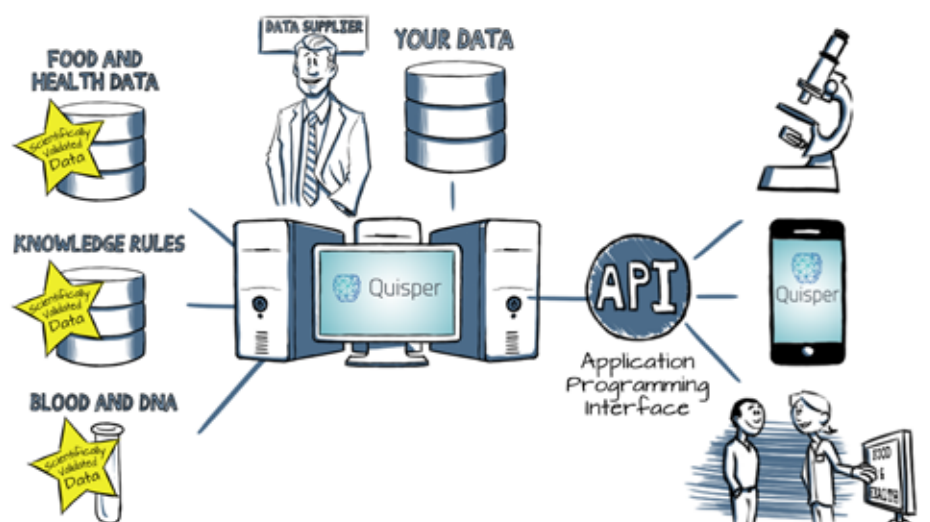 DATA SUPPLIER
YOUR DATA
FOOD AND
HEALTH DATA
Scientifically
Validated
Data
KNOWLEDGE RULES
Scientifically
Validated
Data
BLOOD AND DNA
Scientifically
Validated
Data
Quisper
API
Application
Programming
Interface
Quisper
FOOD
&